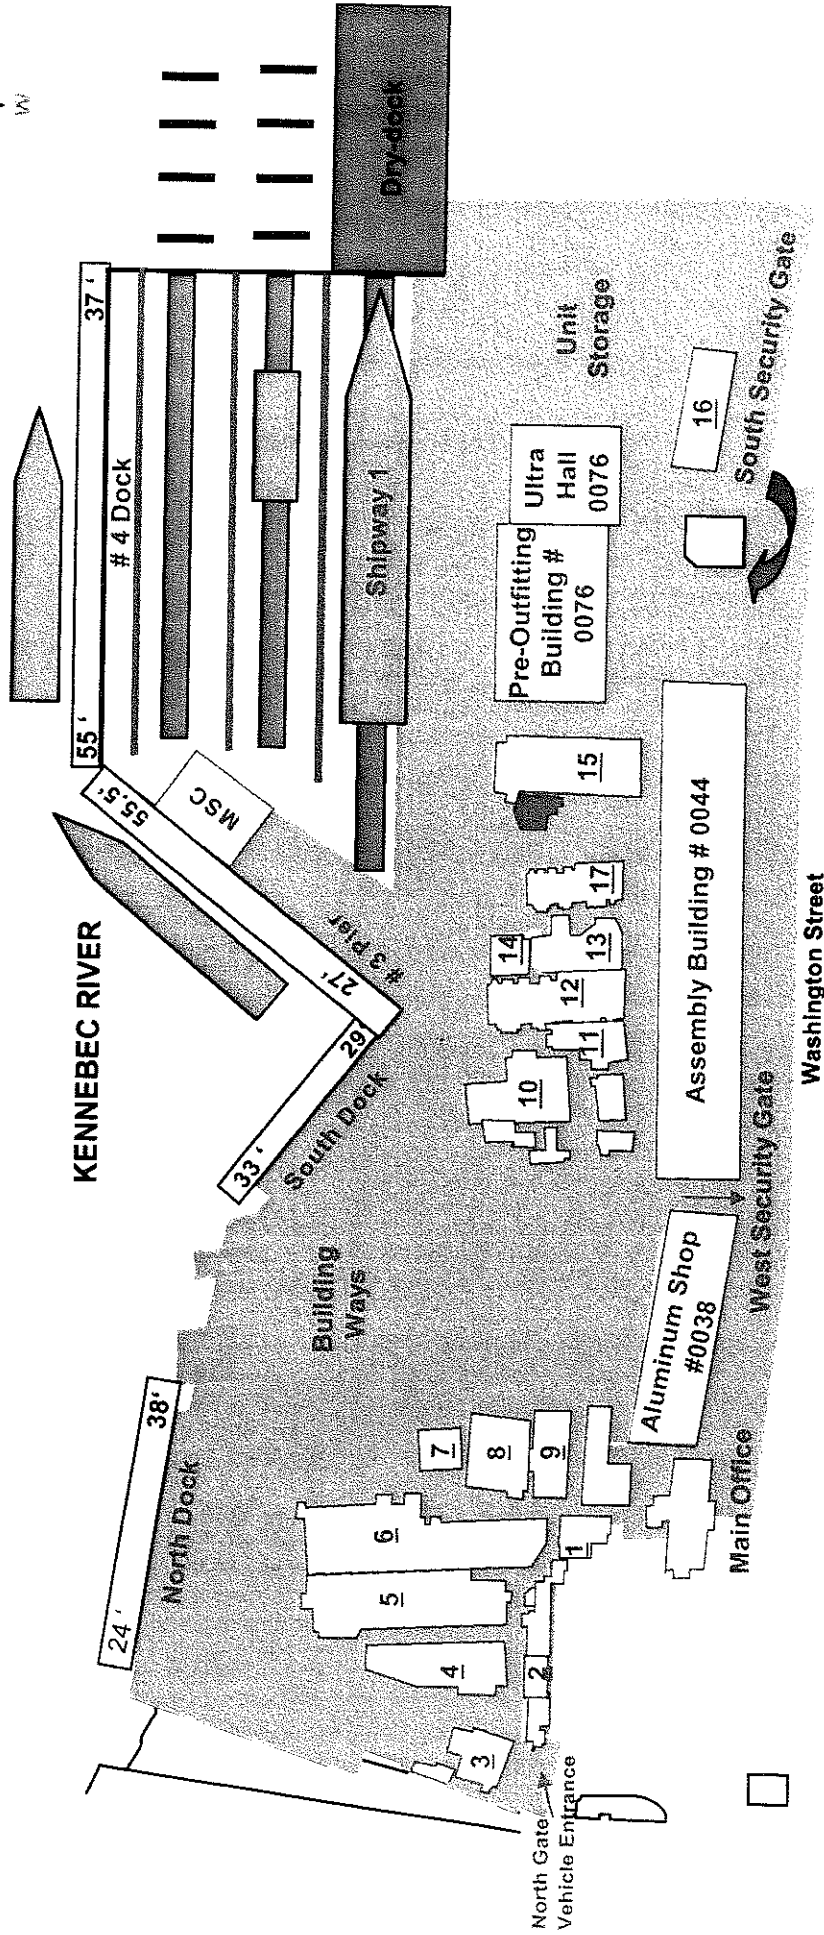 W
KENNEBEC RIVER
37 '
# 4 Dock
55 '
55.5'
MSC
# 3 Pier
27'
29'
33 '
South Dock
Dry-dock
Shipway 1
Building
Ways
38'
24 '
North Dock
Unit
Storage
Ultra
Hall
0076
Pre-Outfitting
Building #
0076
16
South Security Gate
15
17
14
13
12
11
10
Assembly Building # 0044
Washington Street
West Security Gate
Aluminum Shop
#0038
Main Office
7
8
9
6
5
4
1
2
3
North Gate
Vehicle Entrance